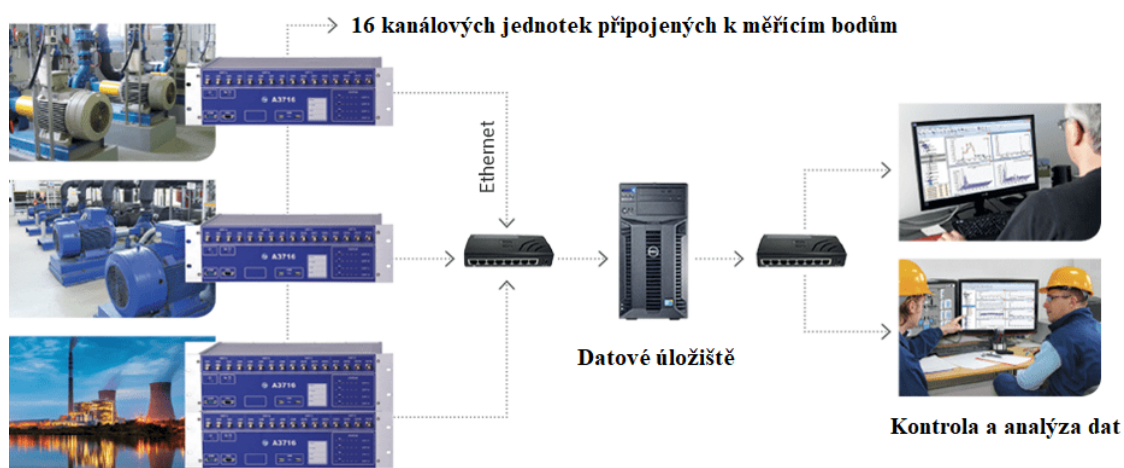 16 kanálových jednotek připojených k měřícím bodům
A3716
Ethernet
A3716
Datové úložiště
A3716
A3716
Kontrola a analýza dat